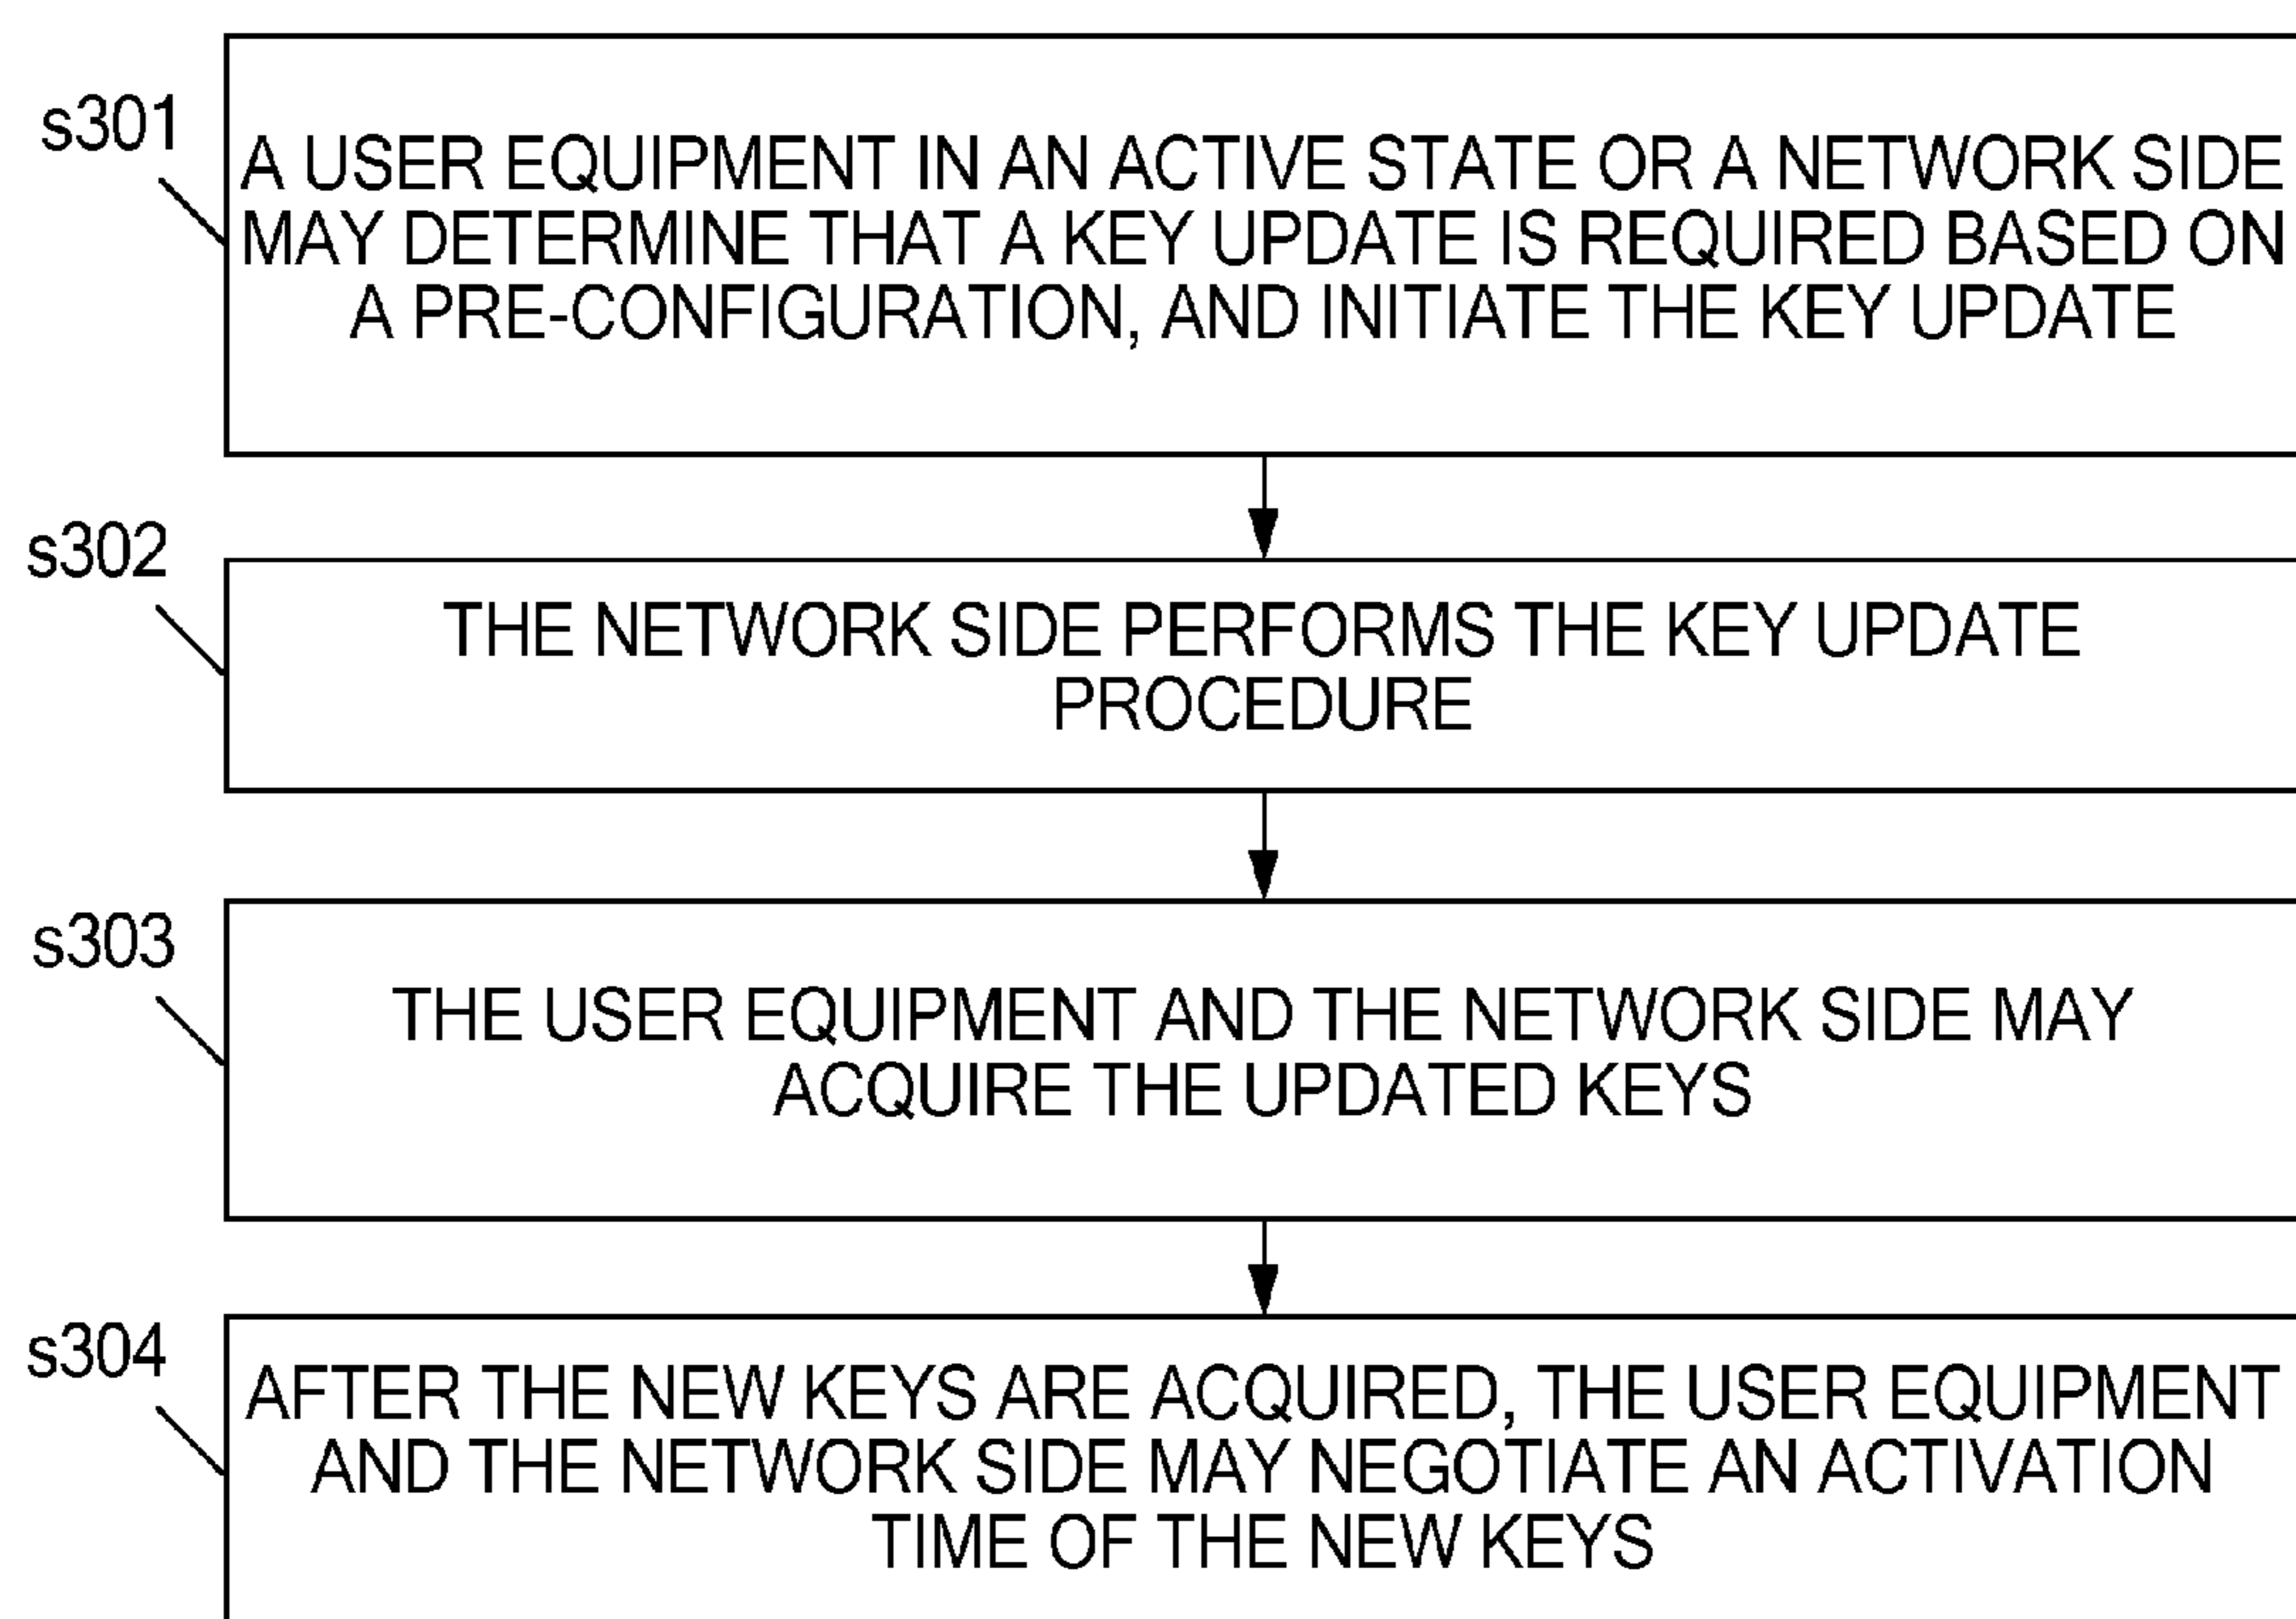 s301
A USER EQUIPMENT IN AN ACTIVE STATE OR A NETWORK SIDE
MAY DETERMINE THAT A KEY UPDATE IS REQUIRED BASED ON
A PRE-CONFIGURATION, AND INITIATE THE KEY UPDATE
s302
THE NETWORK SIDE PERFORMS THE KEY UPDATE
PROCEDURE
s303
THE USER EQUIPMENT AND THE NETWORK SIDE MAY
ACQUIRE THE UPDATED KEYS
s304
AFTER THE NEW KEYS ARE ACQUIRED, THE USER EQUIPMENT
AND THE NETWORK SIDE MAY NEGOTIATE AN ACTIVATION
TIME OF THE NEW KEYS